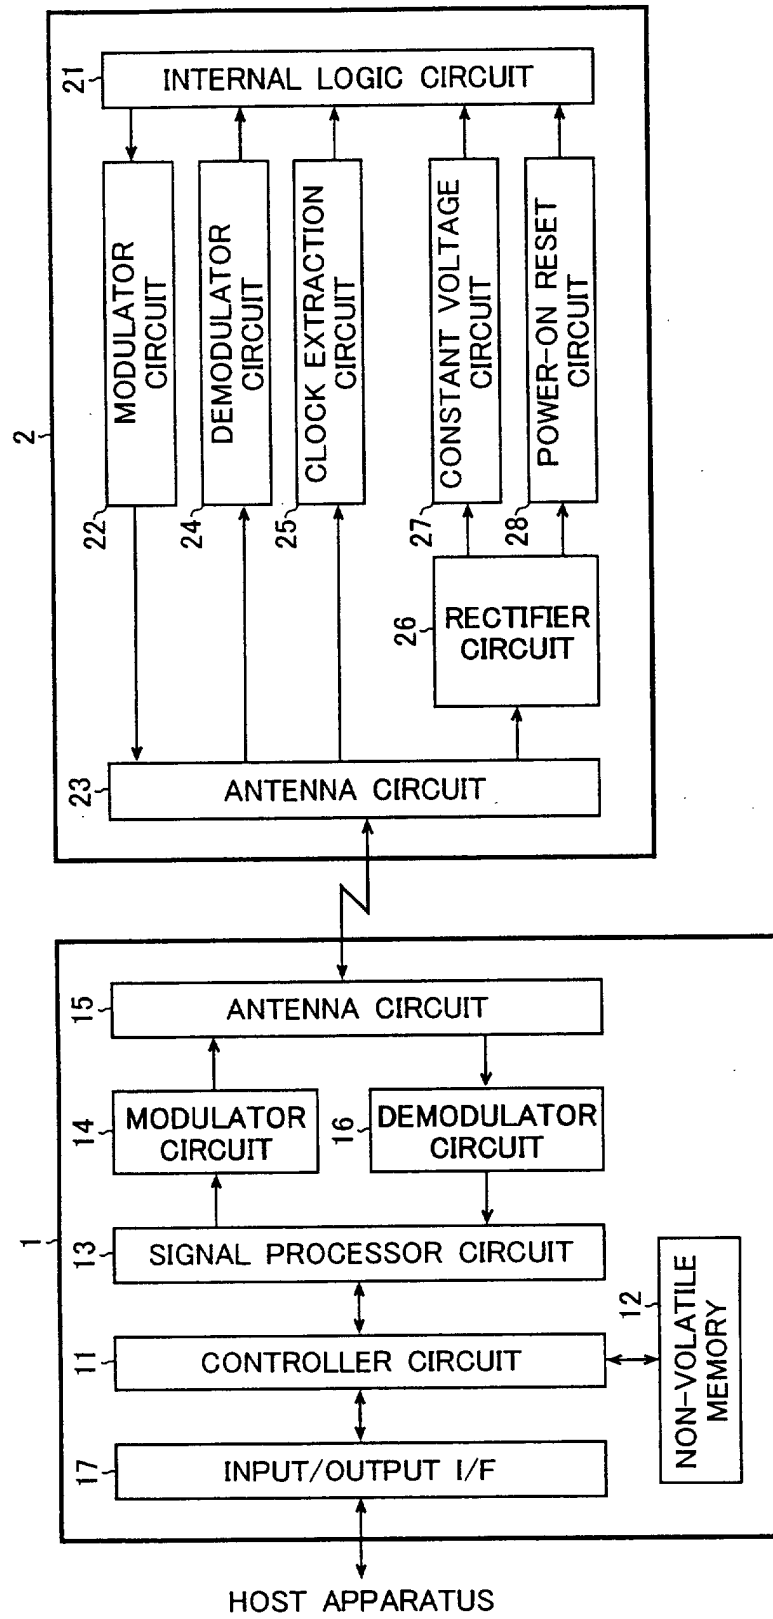 2
21
INTERNAL LOGIC CIRCUIT
22
MODULATOR
CIRCUIT
24
DEMODULATOR
CIRCUIT
25
CLOCK EXTRACTION
CIRCUIT
27
CONSTANT VOLTAGE
CIRCUIT
28
POWER-ON RESET
CIRCUIT
26
RECTIFIER
CIRCUIT
23
ANTENNA CIRCUIT
1
15
ANTENNA CIRCUIT
14
MODULATOR
CIRCUIT
16
DEMODULATOR
CIRCUIT
13
SIGNAL PROCESSOR CIRCUIT
11
CONTROLLER CIRCUIT
12
NON-VOLATILE
MEMORY
17
INPUT/OUTPUT I/F
HOST APPARATUS